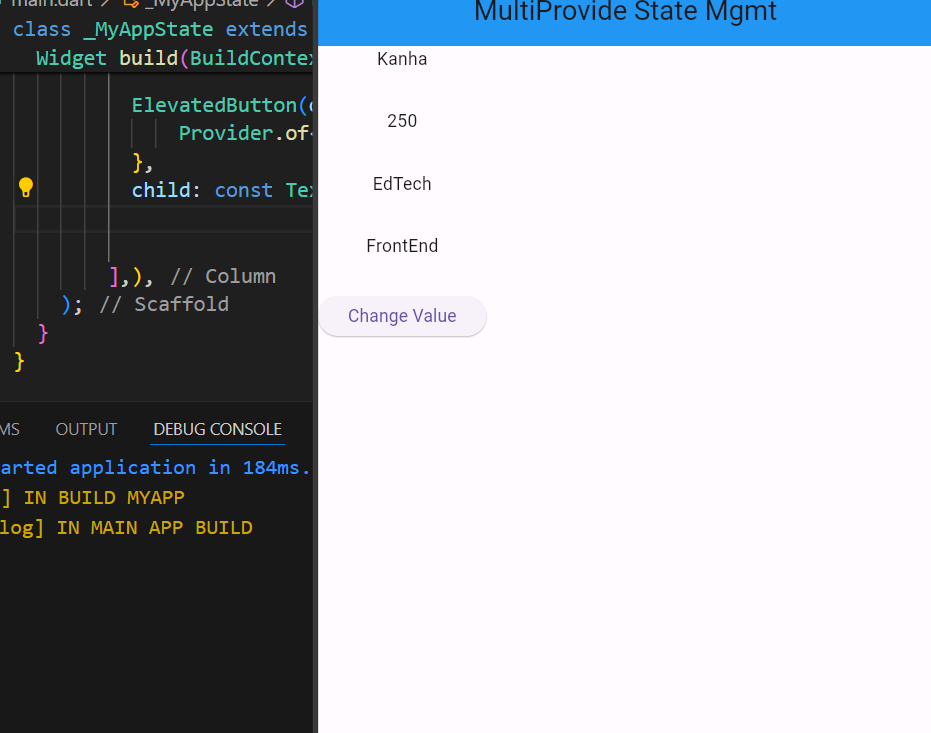 main.dart > _MyAppState >
class _MyAppState extends
Widget build(BuildContex
ElevatedButton(
Provider.of
},
child: const Tex
],), // Column
); // Scaffold
}
}
MS OUTPUT DEBUG CONSOLE
arted application in 184ms.
] IN BUILD MYAPP
log] IN MAIN APP BUILD
MultiProvide State Mgmt
Kanha
250
EdTech
FrontEnd
Change Value